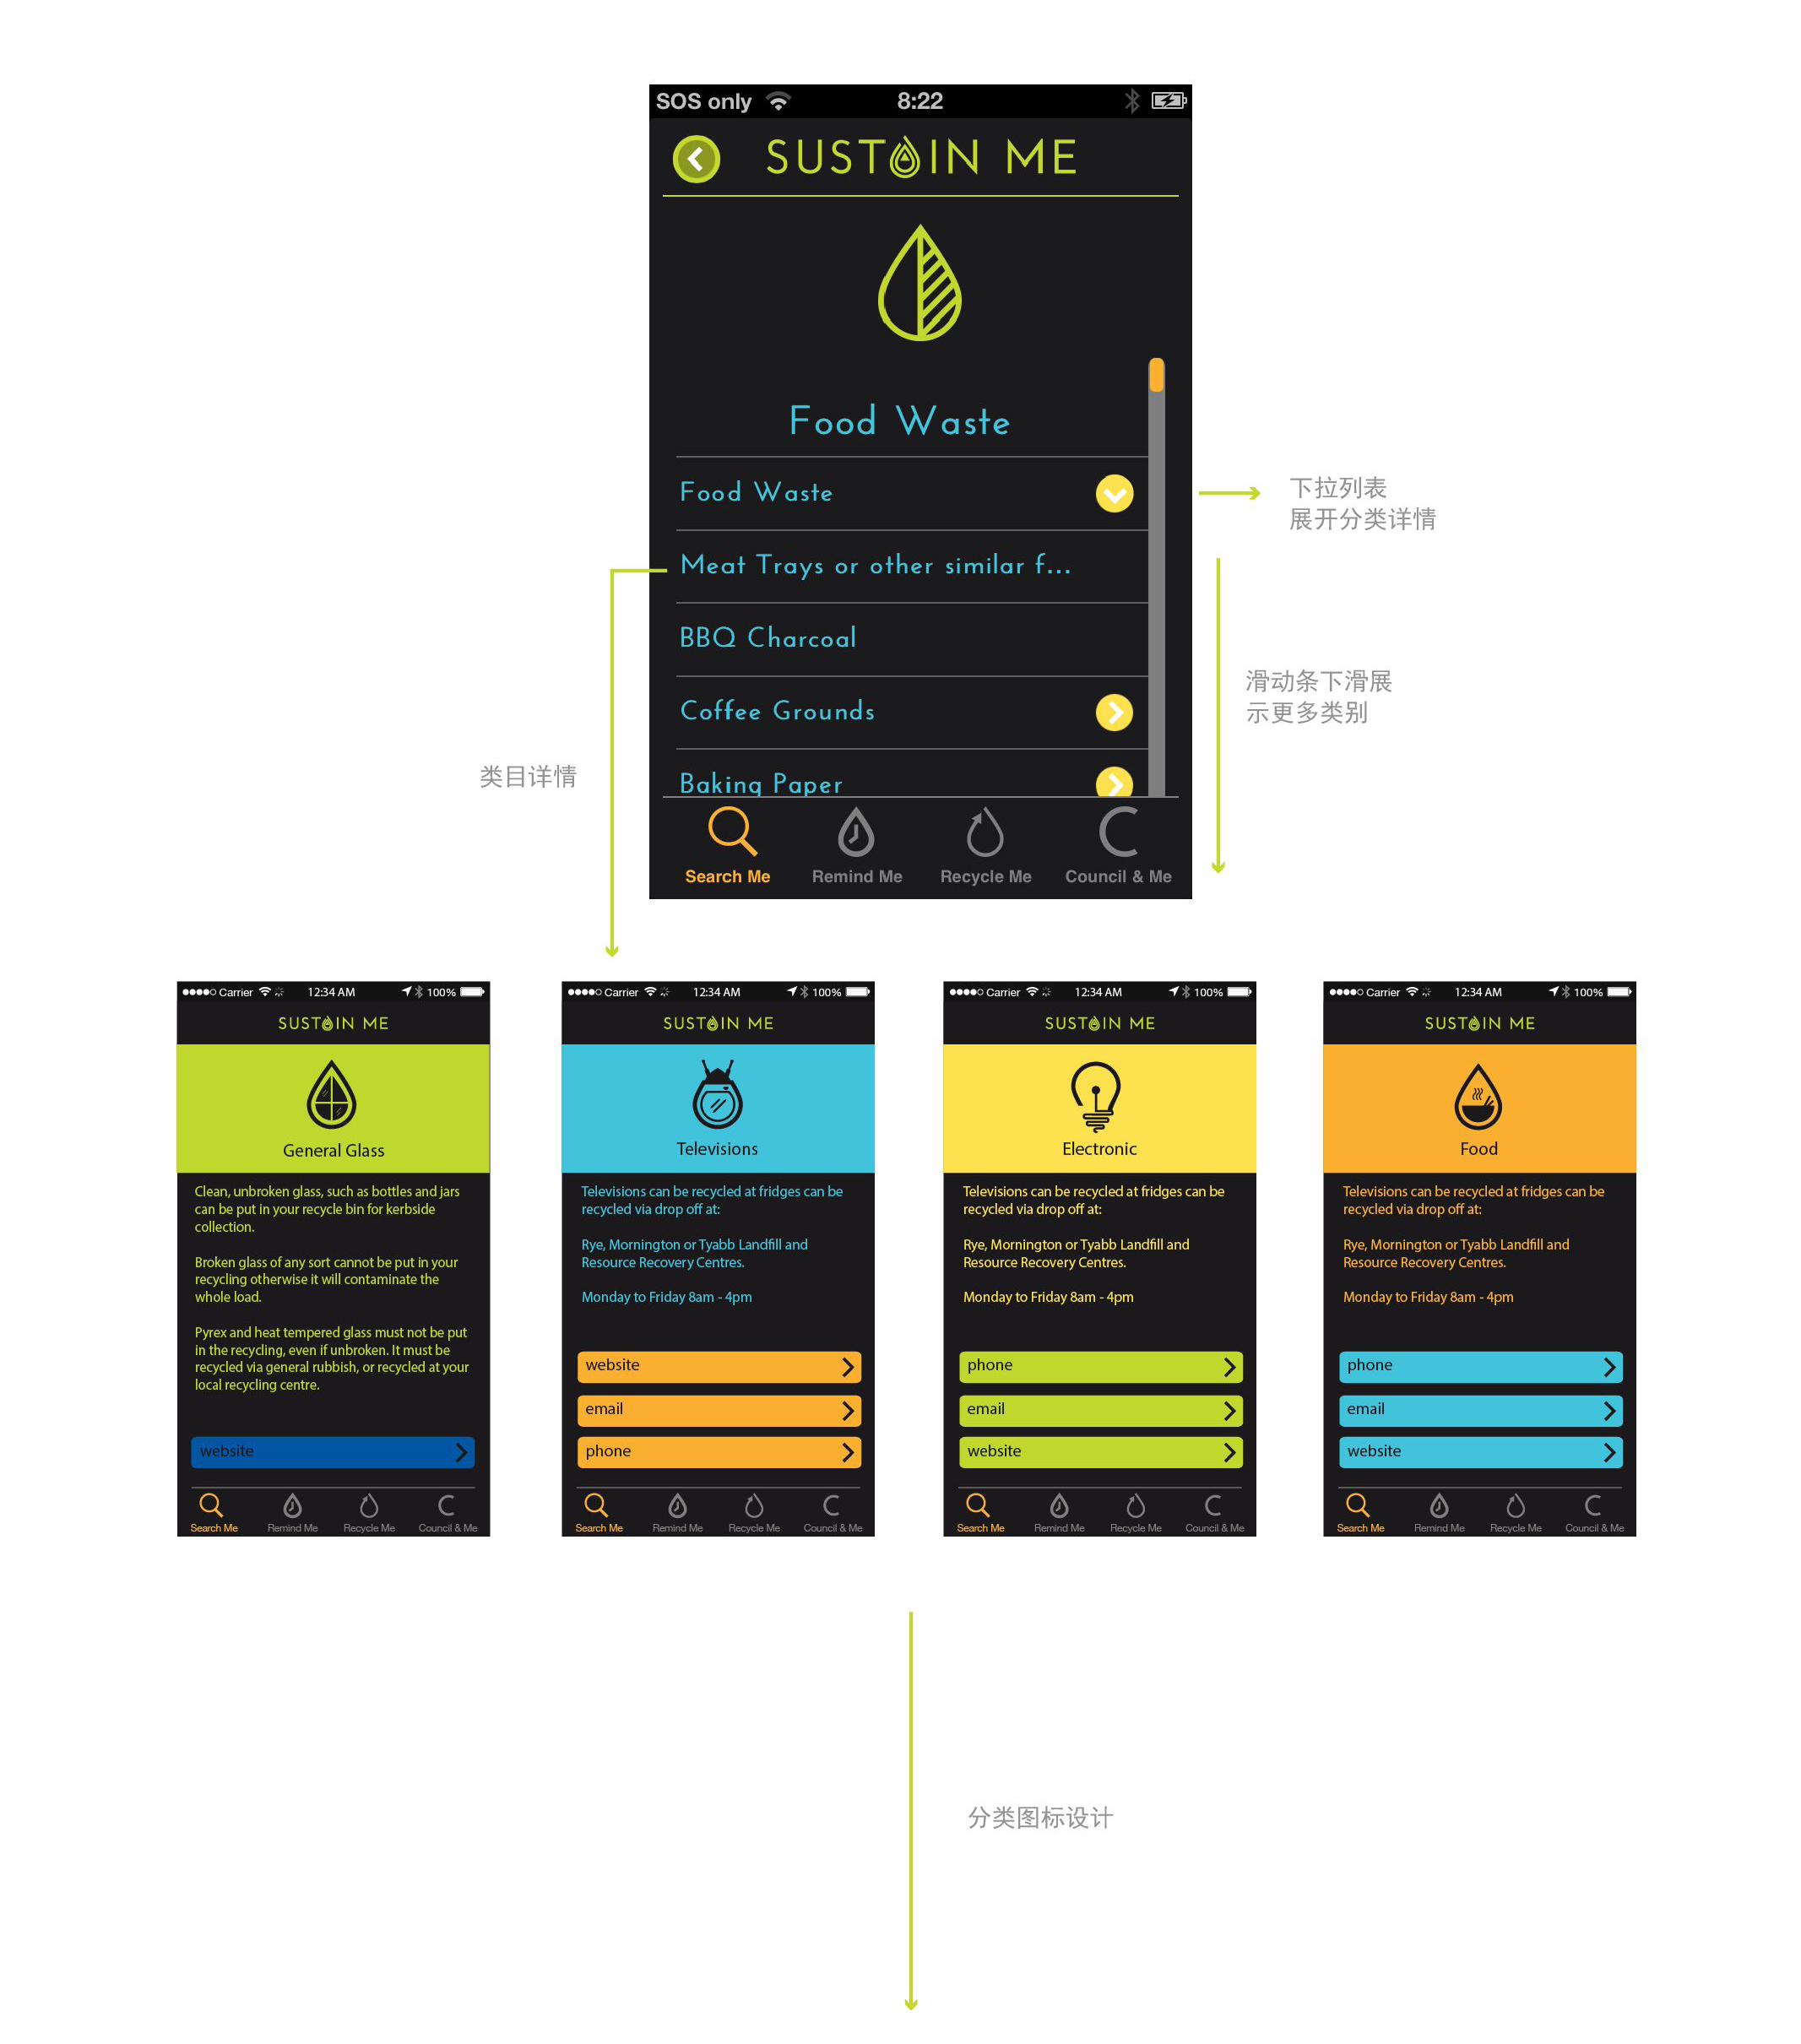 SOS only 8:22
SUSTAIN ME
Food Waste
Food Waste
下拉列表
展开分类详情
Meat Trays or other similar f...
BBQ Charcoal
滑动条下滑展
示更多类别
Coffee Grounds
类目详情
Baking Paper
Search Me Remind Me Recycle Me Council & Me
Carrier 12:34 AM 100%
SUSTAIN ME
General Glass
Clean, unbroken glass, such as bottles and jars
can be put in your recycle bin for kerbside
collection.
Broken glass of any sort cannot be put in your
recycling otherwise it will contaminate the
whole load.
Pyrex and heat tempered glass must not be put
in the recycling, even if unbroken. It must be
recycled via general rubbish, or recycled at your
local recycling centre.
website
Search Me Remind Me Recycle Me Council & Me
Carrier 12:34 AM 100%
SUSTAIN ME
Televisions
Televisions can be recycled at fridges can be
recycled via drop off at:
Rye, Mornington or Tyabb Landfill and
Resource Recovery Centres.
Monday to Friday 8am - 4pm
website
email
phone
Search Me Remind Me Recycle Me Council & Me
Carrier 12:34 AM 100%
SUSTAIN ME
Electronic
Televisions can be recycled at fridges can be
recycled via drop off at:
Rye, Mornington or Tyabb Landfill and
Resource Recovery Centres.
Monday to Friday 8am - 4pm
phone
email
website
Search Me Remind Me Recycle Me Council & Me
Carrier 12:34 AM 100%
SUSTAIN ME
Food
Televisions can be recycled at fridges can be
recycled via drop off at:
Rye, Mornington or Tyabb Landfill and
Resource Recovery Centres.
Monday to Friday 8am - 4pm
phone
email
website
Search Me Remind Me Recycle Me Council & Me
分类图标设计